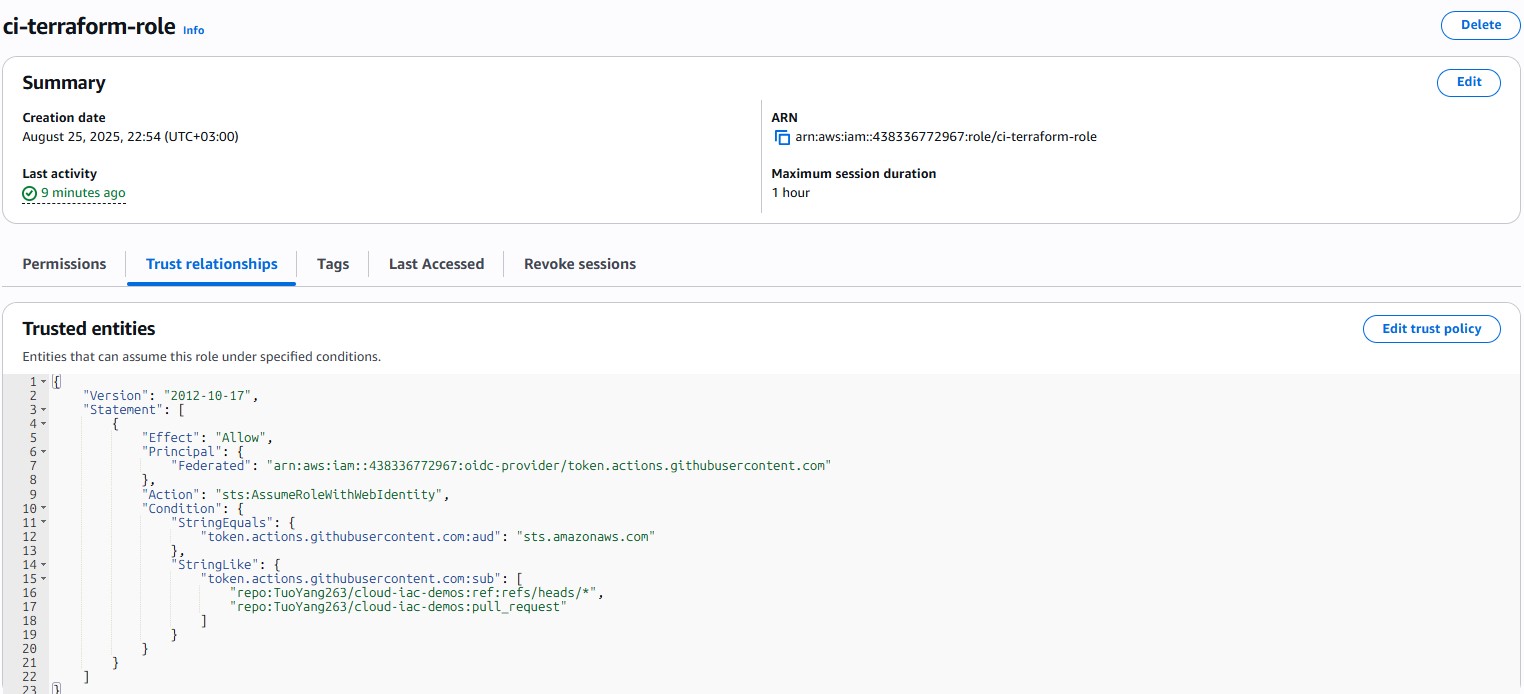 ci-terraform-role Info
Delete
Summary
Edit
Creation date
August 25, 2025, 22:54 (UTC+03:00)
ARN
arn:aws:iam::438336772967:role/ci-terraform-role
Last activity
9 minutes ago
Maximum session duration
1 hour
Permissions
Trust relationships
Tags
Last Accessed
Revoke sessions
Trusted entities
Edit trust policy
Entities that can assume this role under specified conditions.
1 {
2     "Version": "2012-10-17",
3     "Statement": [
4         {
5             "Effect": "Allow",
6             "Principal": {
7                 "Federated": "arn:aws:iam::438336772967:oidc-provider/token.actions.githubusercontent.com"
8             },
9             "Action": "sts:AssumeRoleWithWebIdentity",
10             "Condition": {
11                 "StringEquals": {
12                     "token.actions.githubusercontent.com:aud": "sts.amazonaws.com"
13                 },
14                 "StringLike": {
15                     "token.actions.githubusercontent.com:sub": [
16                         "repo:TuoYang263/cloud-iac-demos:ref:refs/heads/*",
17                         "repo:TuoYang263/cloud-iac-demos:pull_request"
18                     ]
19                 }
20             }
21         }
22     ]
23 }